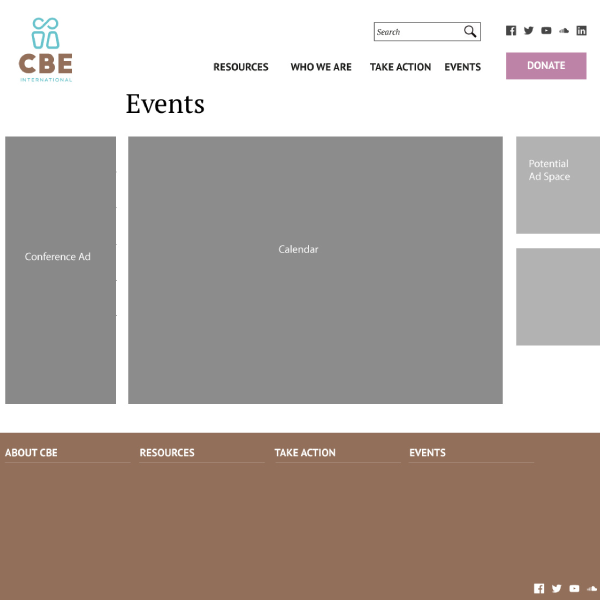 CBE
INTERNATIONAL
Search
RESOURCES WHO WE ARE TAKE ACTION EVENTS DONATE
Events
Conference Ad
Calendar
Potential
Ad Space
ABOUT CBE RESOURCES TAKE ACTION EVENTS